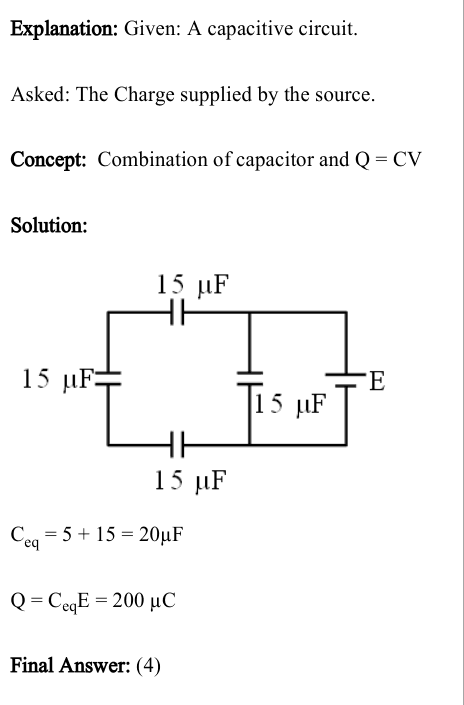 Explanation: Given: A capacitive circuit.
Asked: The Charge supplied by the source.
Concept: Combination of capacitor and Q = CV
Solution:
15 μF
15 μF
E
15 μF
15 μF
Ceq = 5 + 15 = 20μF
Q = CeqE = 200 μC
Final Answer: (4)